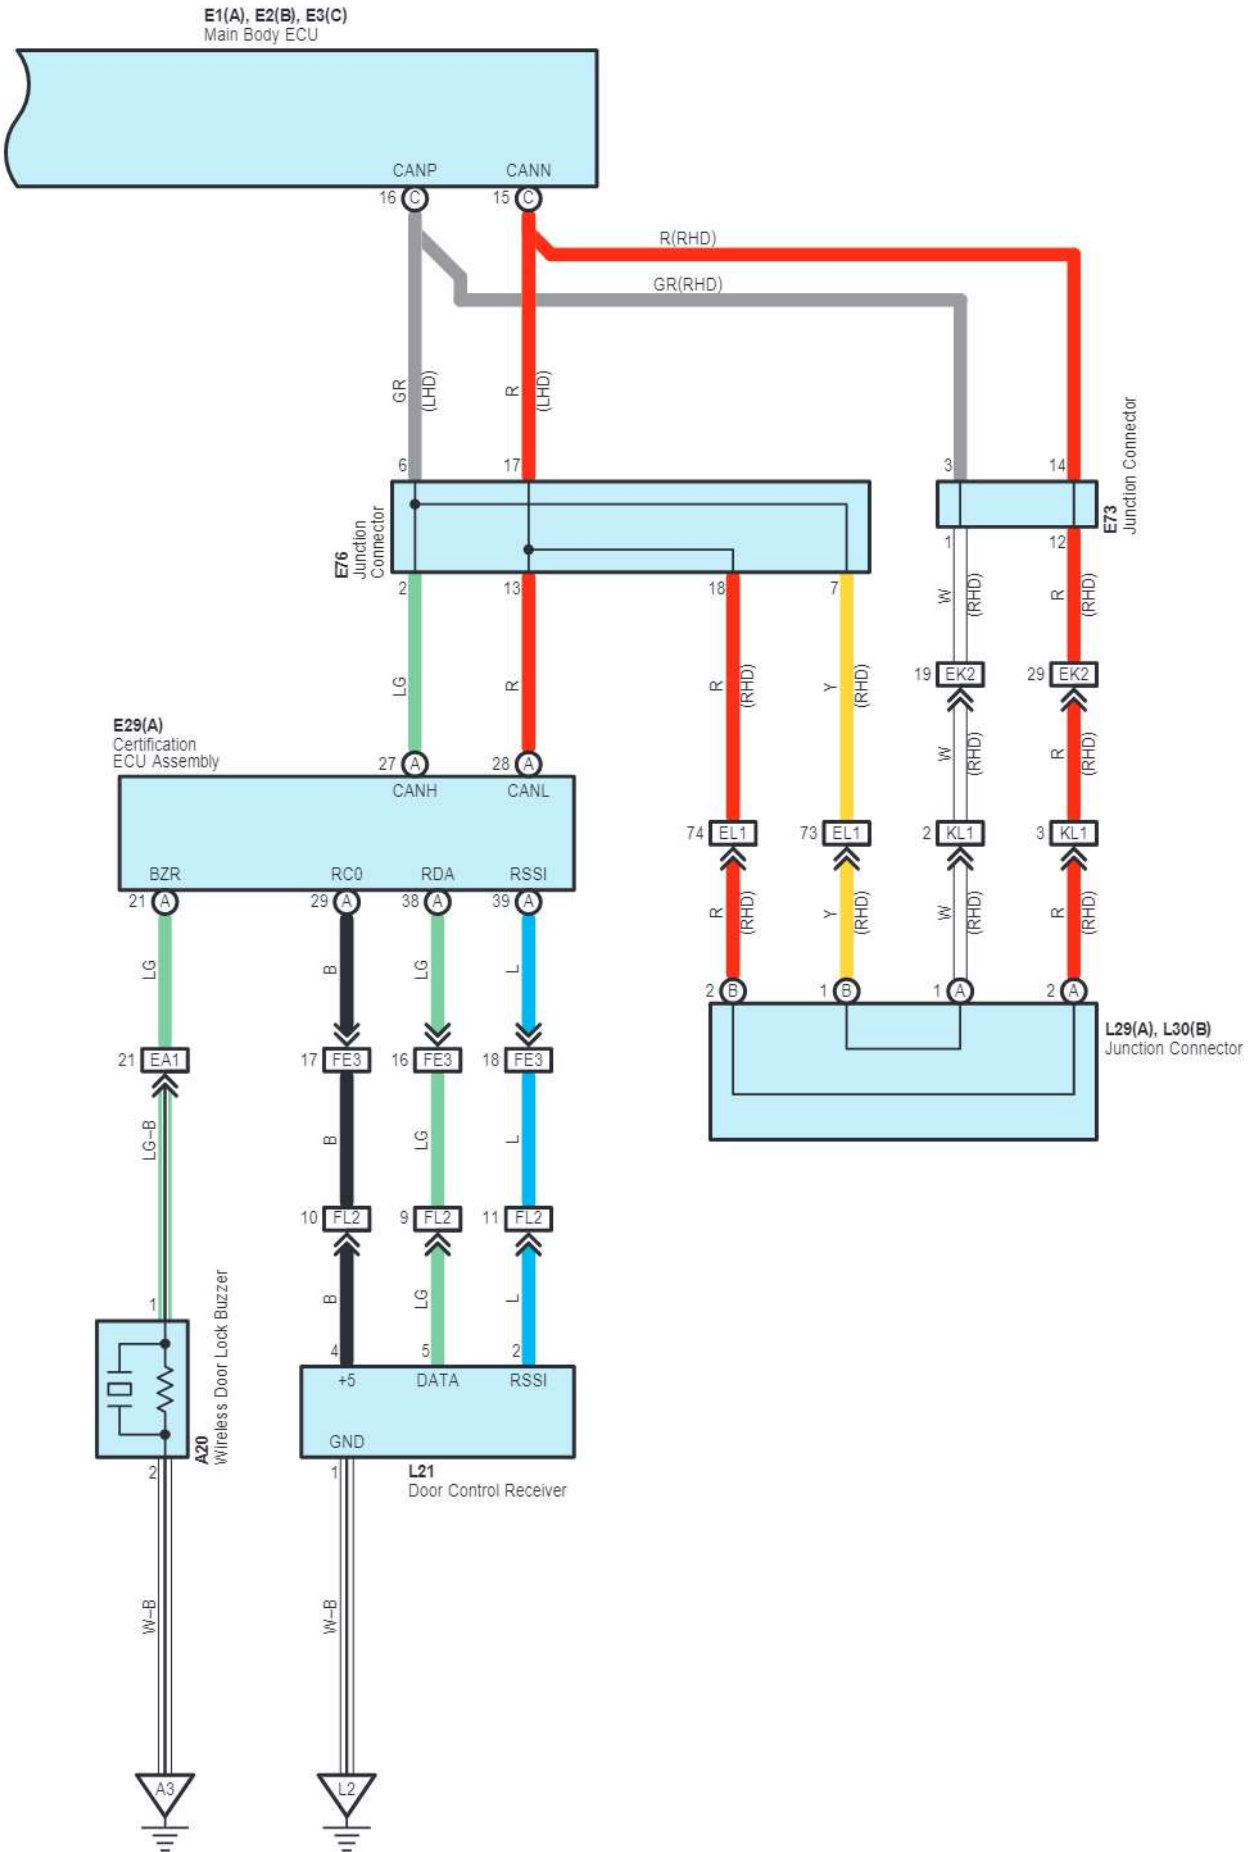 E1(A), E2(B), E3(C)
Main Body ECU
CANP
CANN
16 C
15 C
R(RHD)
GR(RHD)
GR
(LHD)
R
(LHD)
6
17
3
14
E76
Junction
Connector
E73
Junction Connector
2
13
18
7
1
12
W
(RHD)
R
(RHD)
LG
R
R
(RHD)
Y
(RHD)
19 EK2
29 EK2
W
(RHD)
R
(RHD)
E29(A)
Certification
ECU Assembly
27 A
28 A
CANH
CANL
74 EL1
73 EL1
2 KL1
3 KL1
BZR
RC0
RDA
RSSI
21 A
29 A
38 A
39 A
R
(RHD)
Y
(RHD)
W
(RHD)
R
(RHD)
LG
B
LG
L
2 B
1 B
1 A
2 A
L29(A), L30(B)
Junction Connector
21 EA1
17 FE3
16 FE3
18 FE3
LG-B
B
LG
L
10 FL2
9 FL2
11 FL2
B
LG
L
1
4
5
2
+5
DATA
RSSI
A20
Wireless Door Lock Buzzer
GND
2
1
L21
Door Control Receiver
W-B
W-B
A3
L2